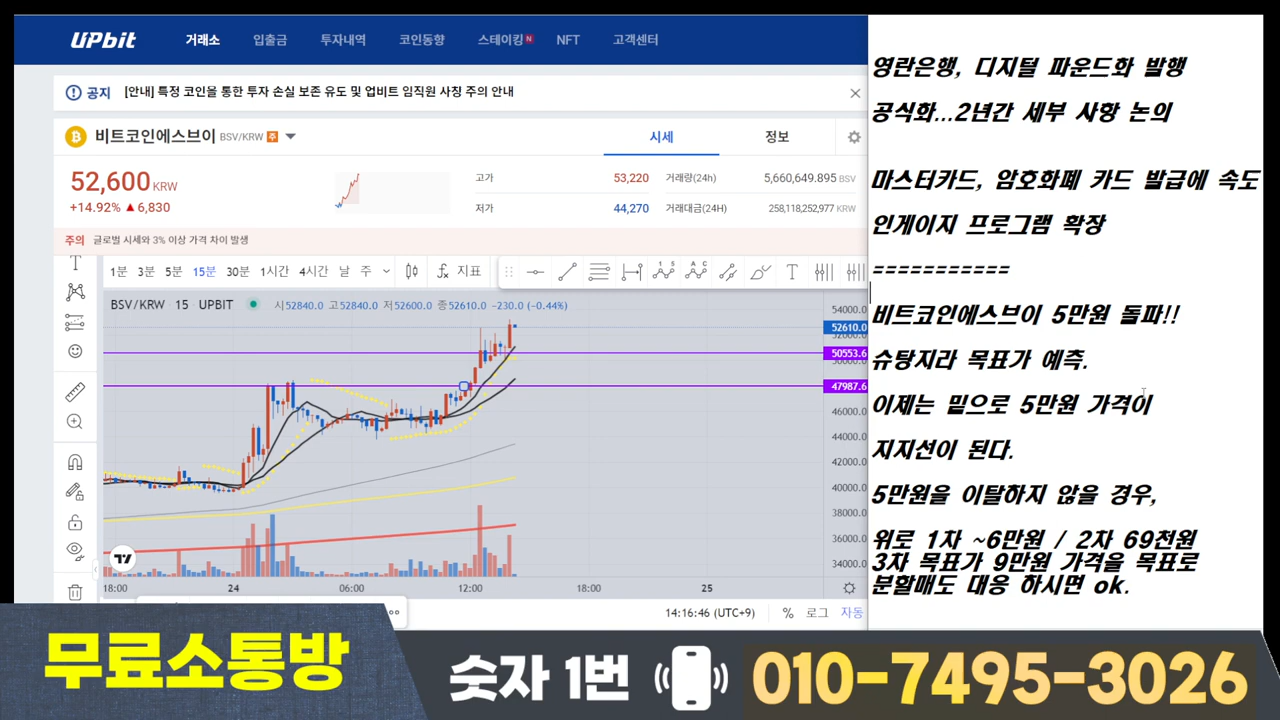 UPbit
거래소 입출금 투자내역 코인동향 스테이킹 N NFT 고객센터
공지 [안내] 특정 코인을 통한 투자 손실 보존 유도 및 업비트 임직원 사칭 주의 안내
비트코인에스브이 BSV/KRW 주
시세 정보
52,600 KRW
+14.92% ▲ 6,830
고가 53,220 거래량(24h) 5,660,649.895 BSV
저가 44,270 거래대금(24H) 258,118,252,977 KRW
주의 글로벌 시세와 3% 이상 가격 차이 발생
1분 3분 5분 15분 30분 1시간 4시간 날 주 지표
BSV/KRW 15 UPBIT 시52840.0 고52840.0 저52600.0 종52610.0 -230.0 (-0.44%)
54000.0
52610.0
50553.6
47987.6
46000.0
44000.0
42000.0
40000.0
38000.0
36000.0
34000.0
18:00 24 06:00 12:00 18:00 25
14:16:46 (UTC+9) % 로그 자동
영란은행, 디지털 파운드화 발행
공식화...2년간 세부 사항 논의
마스터카드, 암호화폐 카드 발급에 속도
인게이지 프로그램 확장
===========
비트코인에스브이 5만원 돌파!!
슈탕지라 목표가 예측.
이제는 밑으로 5만원 가격이
지지선이 된다.
5만원을 이탈하지 않을 경우,
위로 1차 ~6만원 / 2차 69천원
3차 목표가 9만원 가격을 목표로
분할매도 대응 하시면 ok.
무료소통방
숫자 1번
010-7495-3026